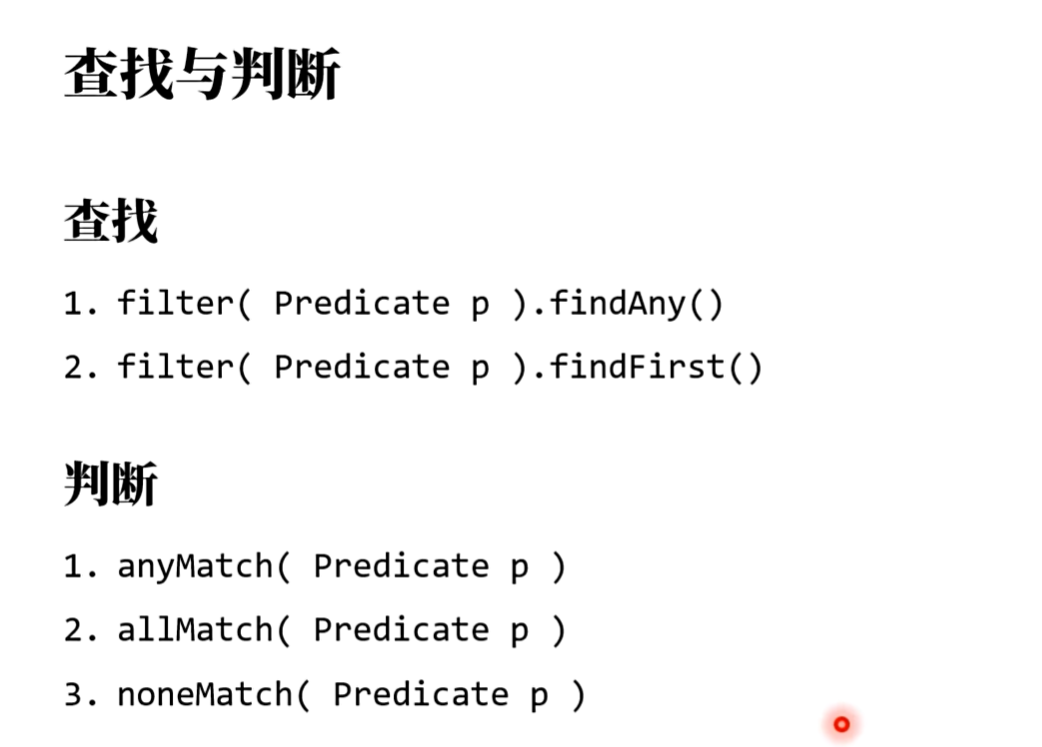 查找与判断
查找
1. filter( Predicate p ).findAny()
2. filter( Predicate p ).findFirst()
判断
1. anyMatch( Predicate p )
2. allMatch( Predicate p )
3. noneMatch( Predicate p )